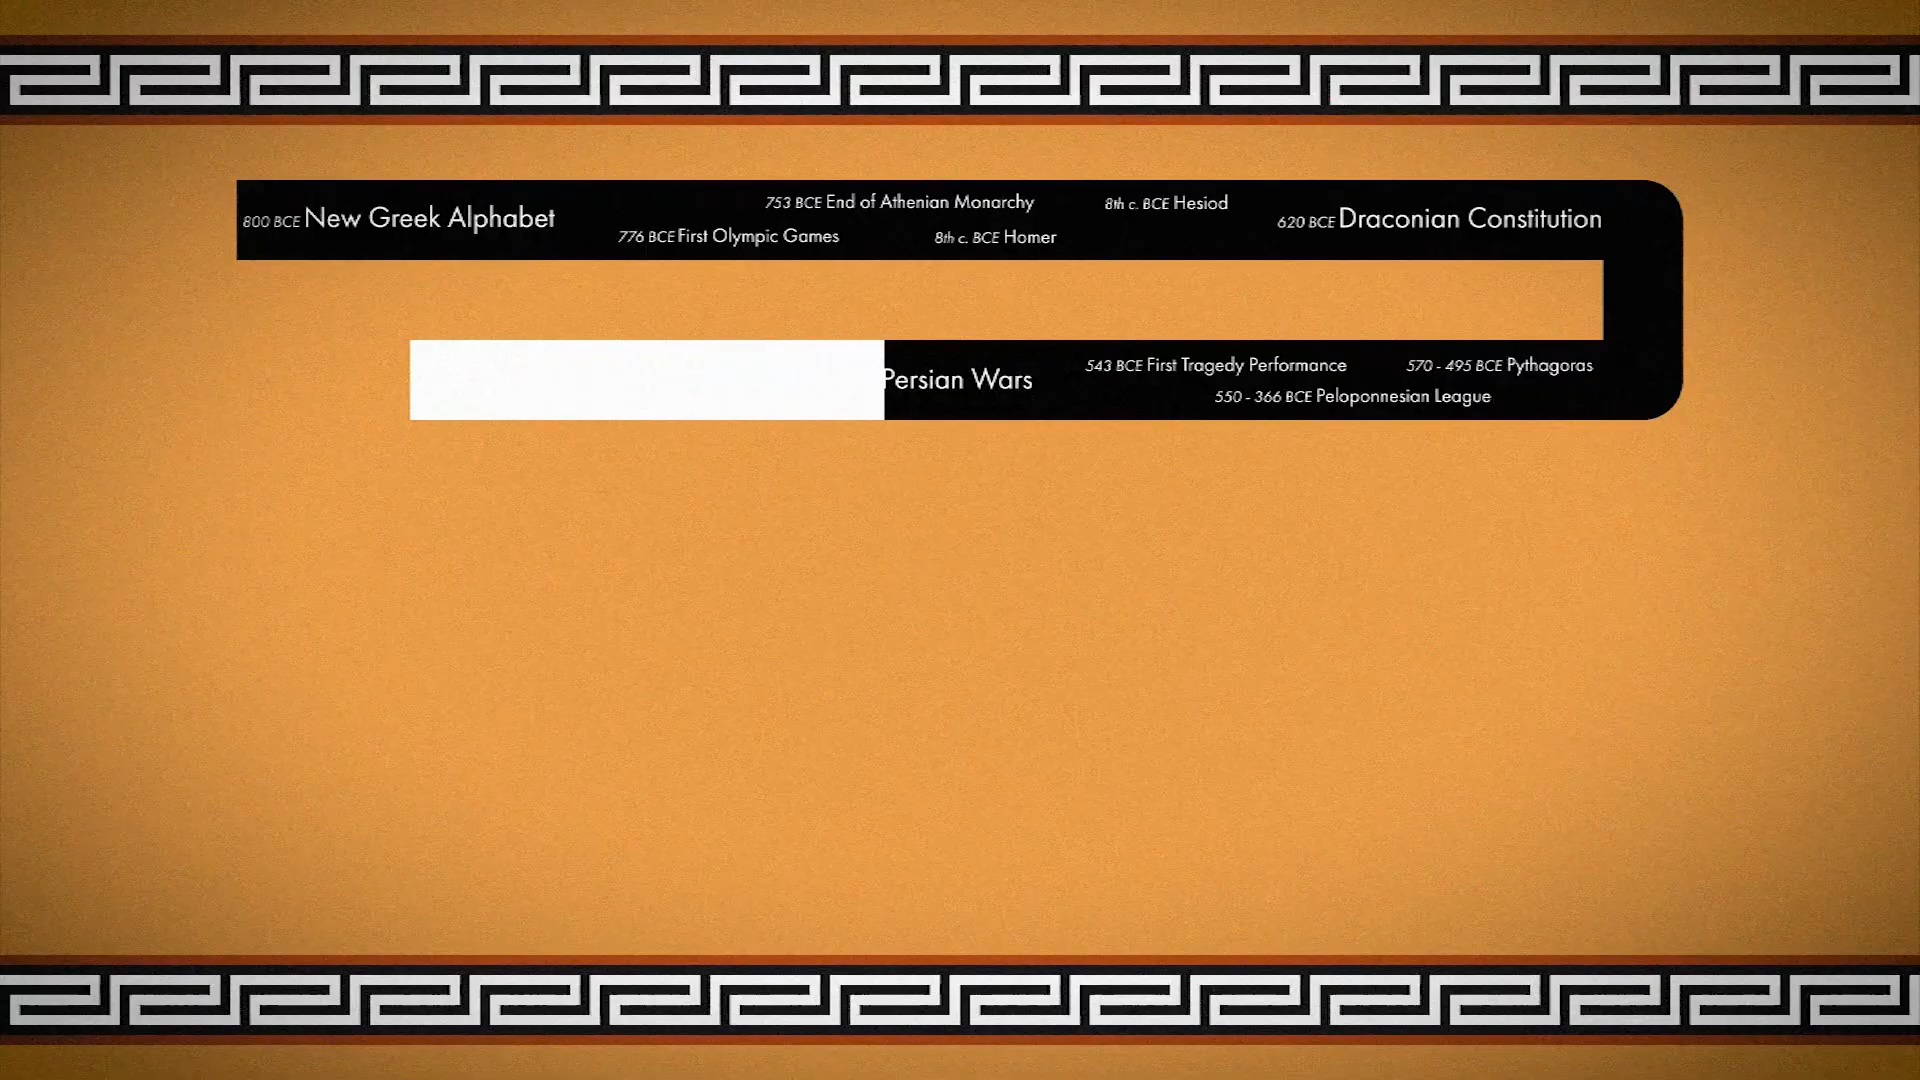 800 BCE New Greek Alphabet
776 BCE First Olympic Games
753 BCE End of Athenian Monarchy
8th c. BCE Homer
8th c. BCE Hesiod
620 BCE Draconian Constitution
Persian Wars
543 BCE First Tragedy Performance
550 - 366 BCE Peloponnesian League
570 - 495 BCE Pythagoras